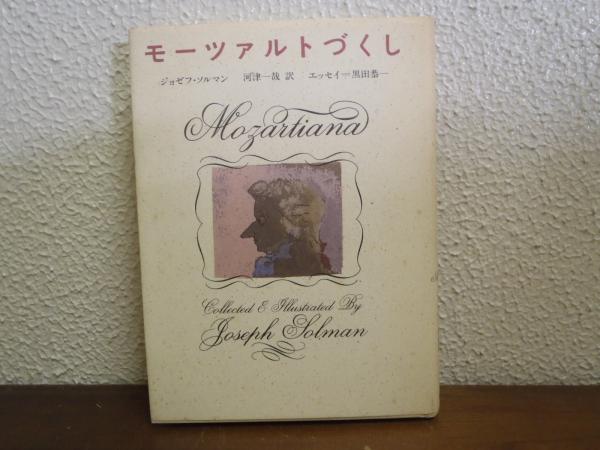 モーツァルトづくし
ジョゼフ・ソルマン 河津一哉 訳 エッセイ=黒田恭一
Mozartiana
Collected & Illustrated By
Joseph Solman